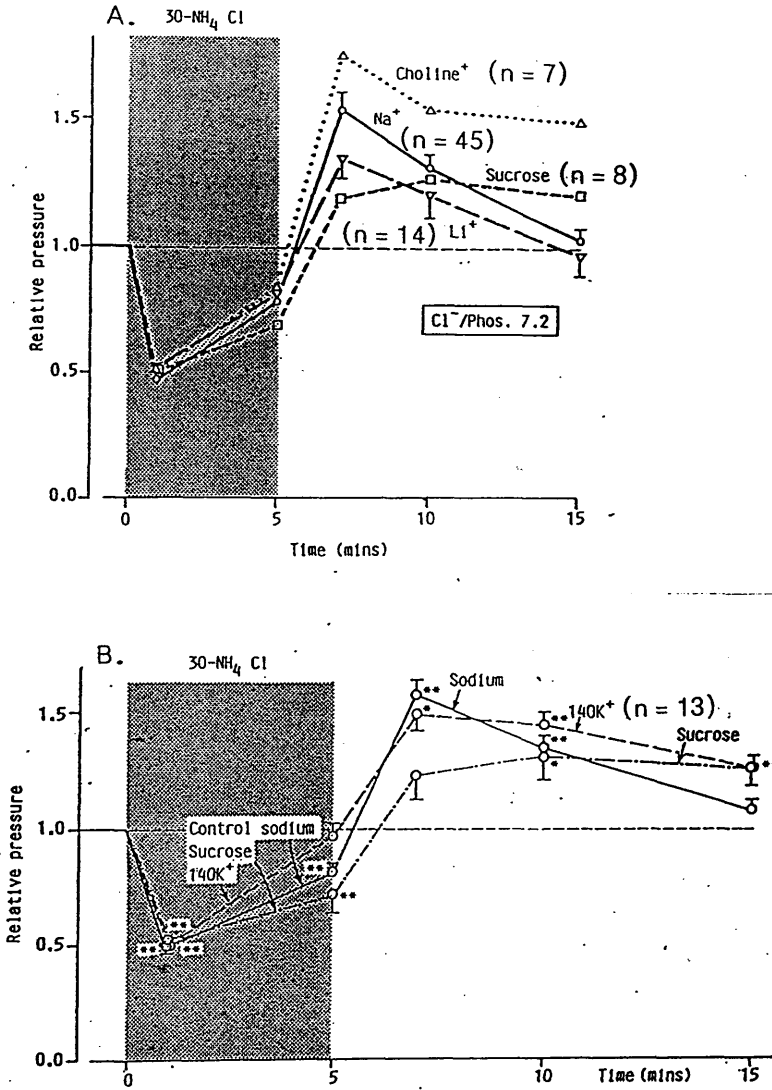 A.
30-NH₄ Cl
Choline⁺ (n = 7)
Na⁺
(n = 45)
Sucrose (n = 8)
(n = 14) Li⁺
Cl⁻/Phos. 7.2
Relative pressure
1.5
1.0
0.5
0.0
0
5
10
15
Time (mins)
B.
30-NH₄ Cl
** Sodium
*
** 140K⁺ (n = 13)
**
Sucrose
*
*
Control sodium
Sucrose
140K⁺
**
**
**
** **
Relative pressure
1.5
1.0
0.5
0.0
0
5
10
Time (mins)
15